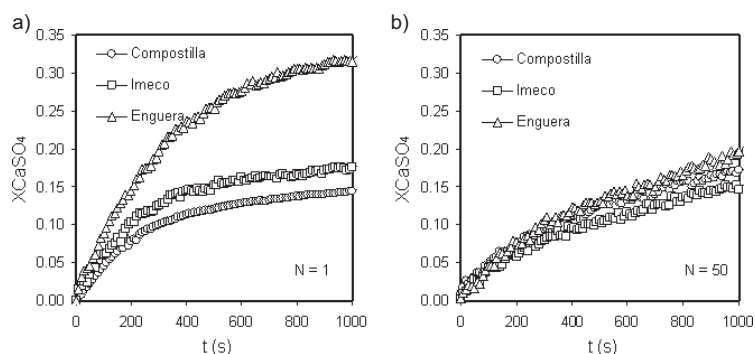 a)
0.35
0.30
0.25
0.20
0.15
0.10
0.05
0.00
XCaSO₄
Compostilla
Imeco
Enguera
N = 1
0
200
400
600
800
1000
t (s)
b)
0.35
0.30
0.25
0.20
0.15
0.10
0.05
0.00
XCaSO₄
Compostilla
Imeco
Enguera
N = 50
0
200
400
600
800
1000
t (s)